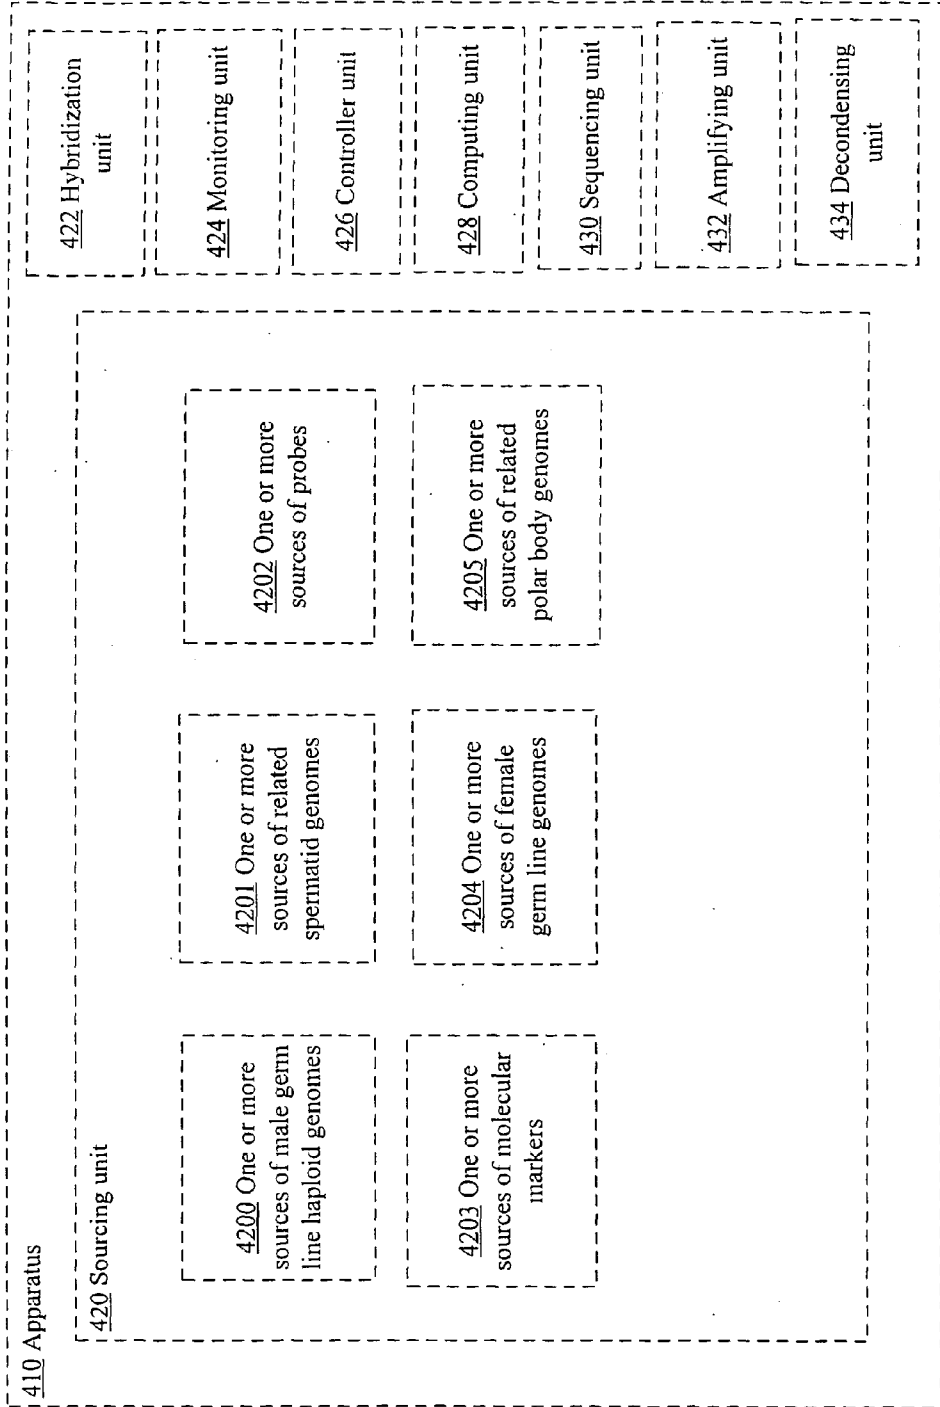 410 Apparatus
420 Sourcing unit
4200 One or more
sources of male germ
line haploid genomes
4201 One or more
sources of related
spermatid genomes
4202 One or more
sources of probes
4203 One or more
sources of molecular
markers
4204 One or more
sources of female
germ line genomes
4205 One or more
sources of related
polar body genomes
422 Hybridization
unit
424 Monitoring unit
426 Controller unit
428 Computing unit
430 Sequencing unit
432 Amplifying unit
434 Decondensing
unit